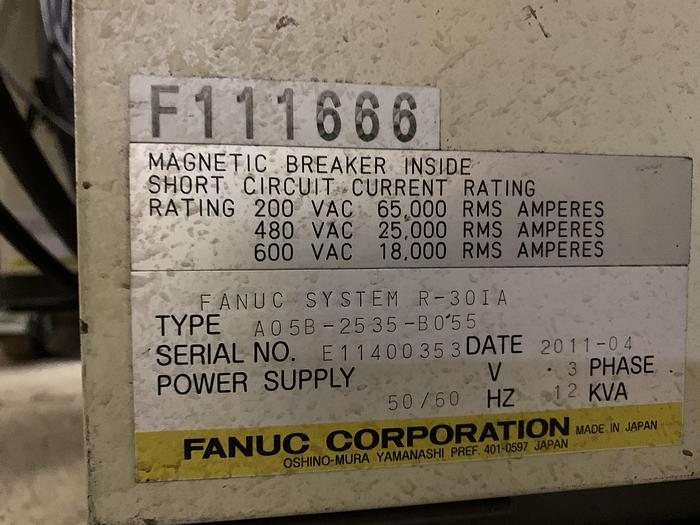 F111666
MAGNETIC BREAKER INSIDE
SHORT CIRCUIT CURRENT RATING
RATING 200 VAC 65,000 RMS AMPERES
480 VAC 25,000 RMS AMPERES
600 VAC 18,000 RMS AMPERES
FANUC SYSTEM R-30IA
TYPE A05B-2535-B055
SERIAL NO. E11400353 DATE 2011-04
POWER SUPPLY V 3 PHASE
50/60 HZ 12 KVA
FANUC CORPORATION MADE IN JAPAN
OSHINO-MURA YAMANASHI PREF. 401-0597 JAPAN